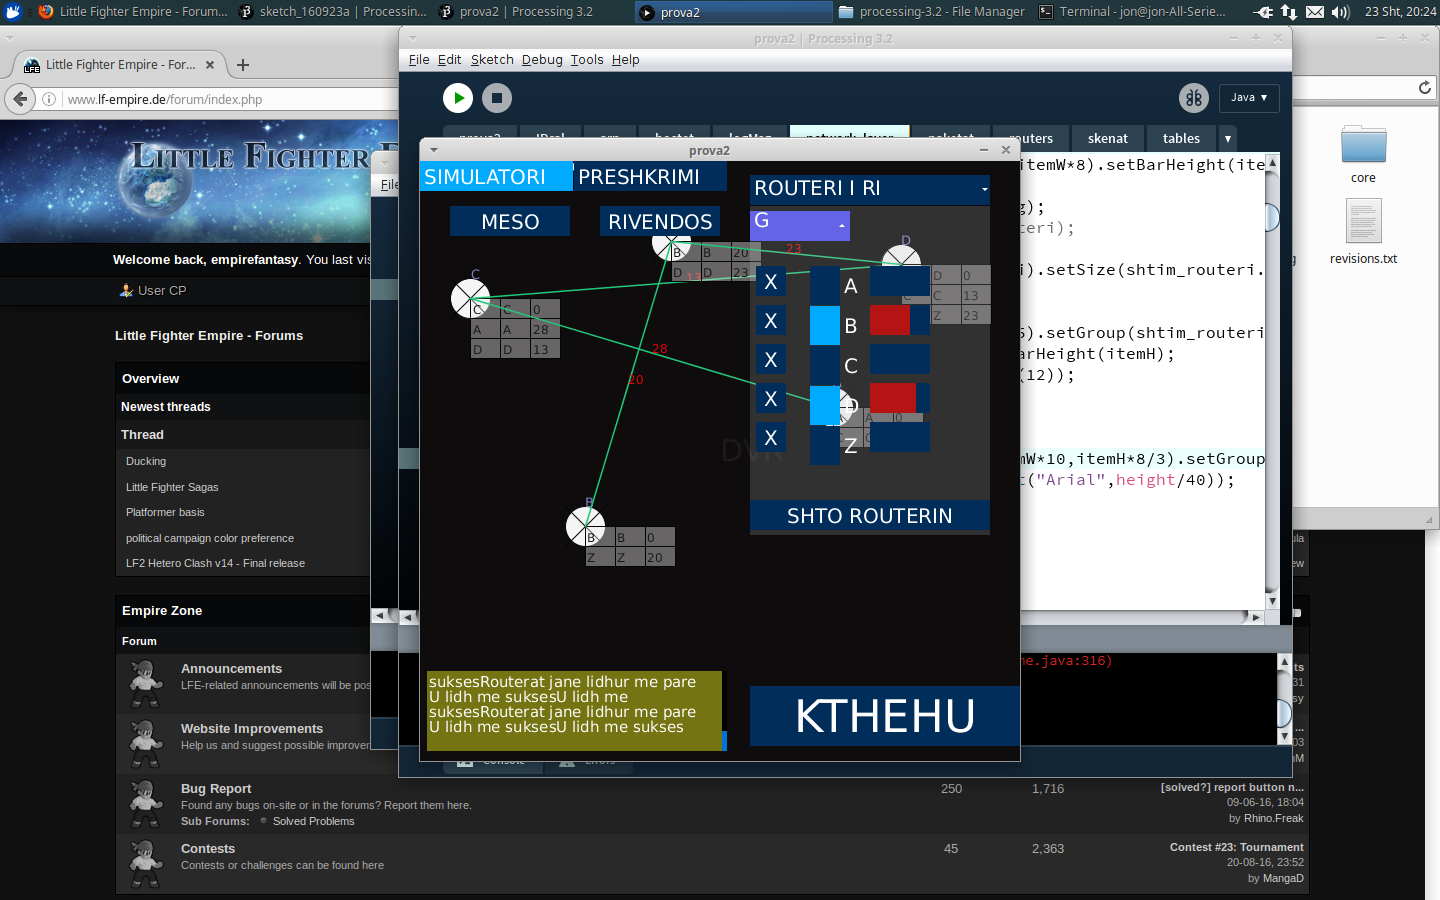 Little Fighter Empire - Forum...
sketch_160923a | Processin...
prova2 | Processing 3.2
prova2
processing-3.2 - File Manager
Terminal - jon@jon-All-Serie...
23 Sht, 20:24
prova2 | Processing 3.2
File Edit Sketch Debug Tools Help
Little Fighter Empire - For...
www.lf-empire.de/forum/index.php
Java
LITTLE FIGHTER E
routers
skenat
tables
prova2
SIMULATORI
PRESHKRIMI
MESO
RIVENDOS
ROUTERI I RI
G
itemW*8).setBarHeight(ite
g);
teri);
i).setSize(shtim_routeri.
5).setGroup(shtim_routeri
arHeight(itemH);
(12));
mW*10,itemH*8/3).setGroup
t("Arial",height/40));
core
revisions.txt
Welcome back, empirefantasy. You last vis
User CP
Little Fighter Empire - Forums
Overview
Newest threads
Thread
Ducking
Little Fighter Sagas
Platformer basis
political campaign color preference
LF2 Hetero Clash v14 - Final release
C
C C 0
A A 28
D D 13
B B 20
D D 23
23
13
28
20
D
D 0
C 13
Z 23
X A
X B
X C
X D
X Z
A 0
DVR
B
B B 0
Z Z 20
SHTO ROUTERIN
KTHEHU
suksesRouterat jane lidhur me pare
U lidh me suksesU lidh me
suksesRouterat jane lidhur me pare
U lidh me suksesU lidh me sukses
ne.java:316)
Console
Errors
Empire Zone
Forum
Announcements
LFE-related announcements will be pos
Website Improvements
Help us and suggest possible improver
Bug Report
Found any bugs on-site or in the forums? Report them here.
Sub Forums: Solved Problems
250
1,716
[solved?] report button n...
09-06-16, 18:04
by Rhino.Freak
Contests
Contests or challenges can be found here
45
2,363
Contest #23: Tournament
20-08-16, 23:52
by MangaD